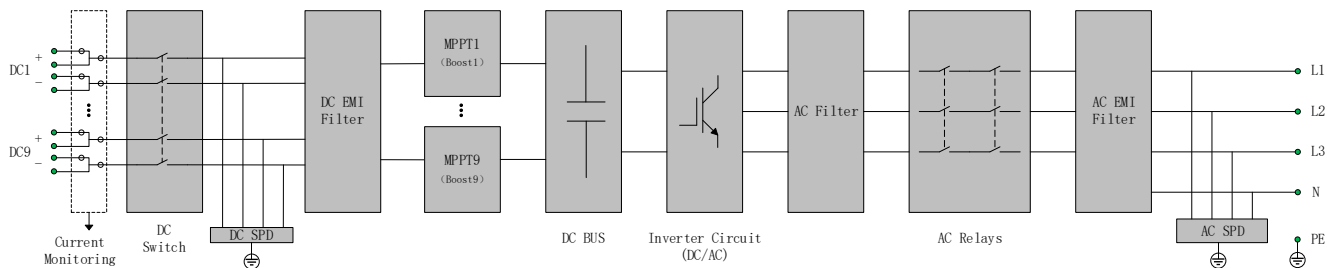 DC1
+
−
DC9
+
−
Current
Monitoring
DC
Switch
DC SPD
DC EMI
Filter
MPPT1
(Boost1)
MPPT9
(Boost9)
DC BUS
Inverter Circuit
(DC/AC)
AC Filter
AC Relays
AC EMI
Filter
AC SPD
L1
L2
L3
N
PE